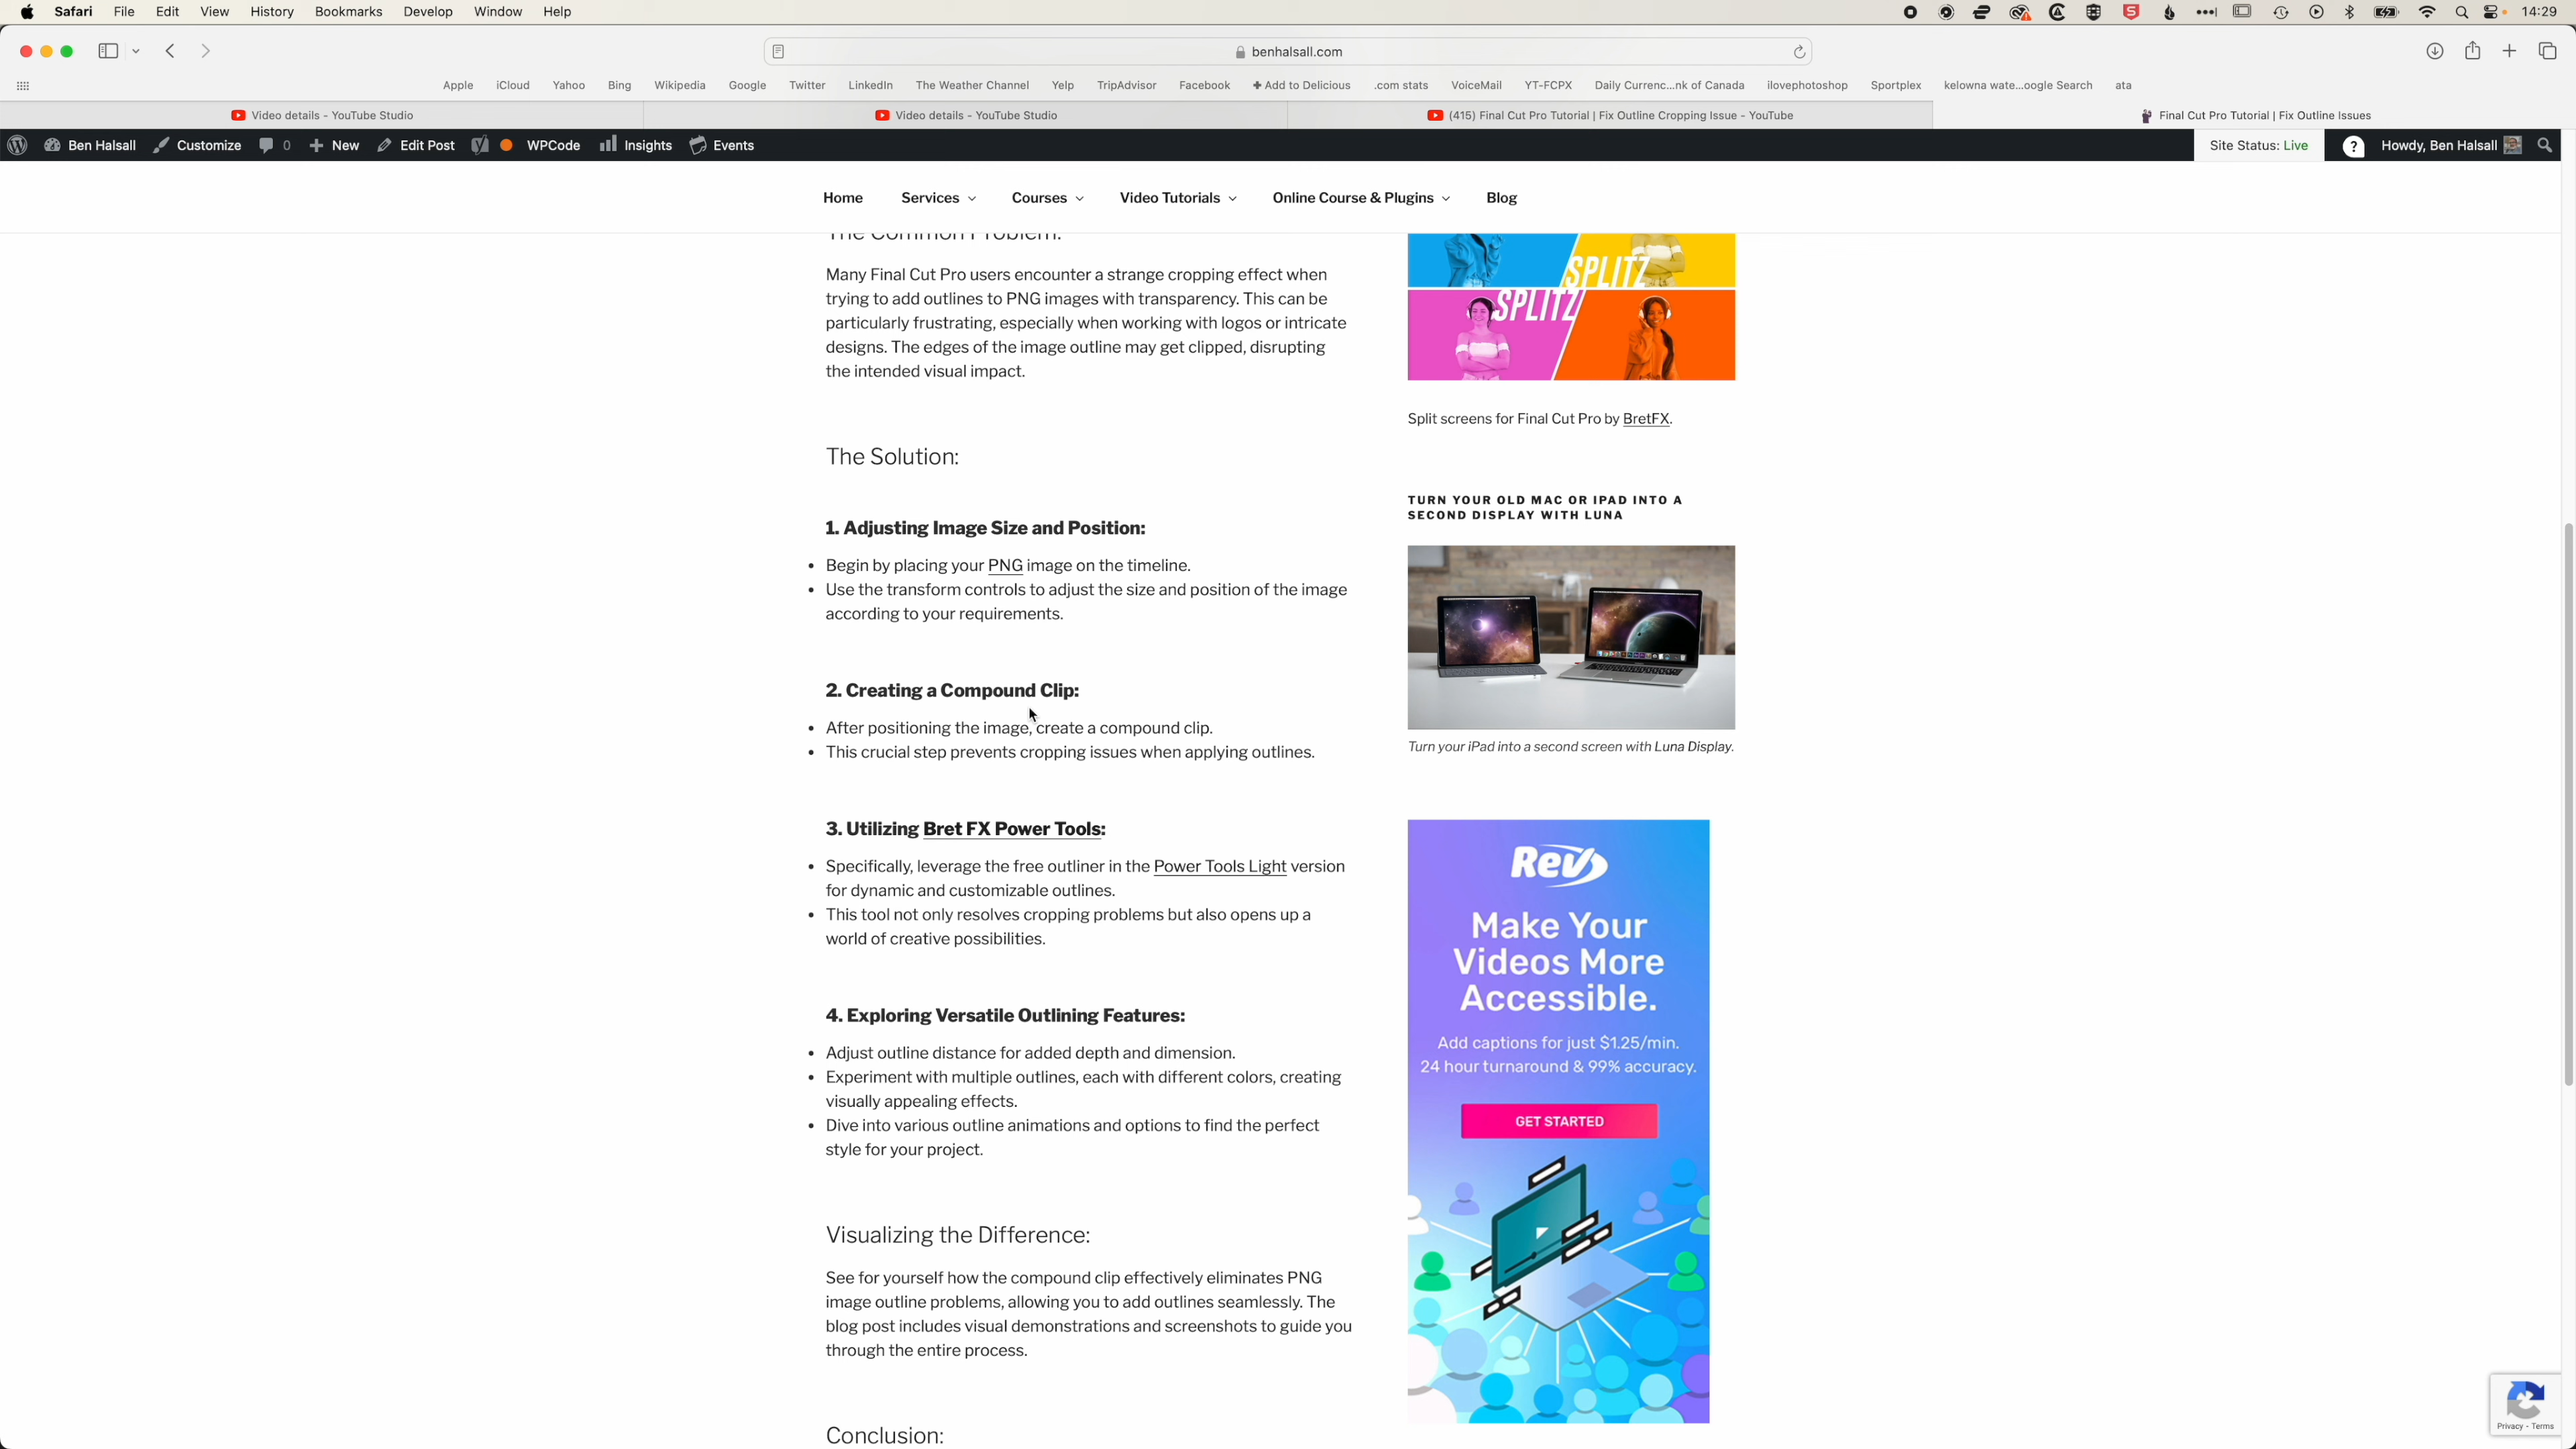 Safari File Edit View History Bookmarks Develop Window Help 14:29
benhalsall.com
Apple iCloud Yahoo Bing Wikipedia Google Twitter LinkedIn The Weather Channel Yelp TripAdvisor Facebook + Add to Delicious .com stats VoiceMail YT-FCPX Daily Currenc...nk of Canada ilovephotoshop Sportplex kelowna wate...oogle Search ata
Video details - YouTube Studio Video details - YouTube Studio (415) Final Cut Pro Tutorial | Fix Outline Cropping Issue - YouTube Final Cut Pro Tutorial | Fix Outline Issues
Ben Halsall Customize 0 New Edit Post WPCode Insights Events Site Status: Live ? Howdy, Ben Halsall
Home Services Courses Video Tutorials Online Course & Plugins Blog
The Common Problem:
Many Final Cut Pro users encounter a strange cropping effect when
trying to add outlines to PNG images with transparency. This can be
particularly frustrating, especially when working with logos or intricate
designs. The edges of the image outline may get clipped, disrupting
the intended visual impact.
The Solution:
1. Adjusting Image Size and Position:
• Begin by placing your PNG image on the timeline.
• Use the transform controls to adjust the size and position of the image
according to your requirements.
2. Creating a Compound Clip:
• After positioning the image, create a compound clip.
• This crucial step prevents cropping issues when applying outlines.
3. Utilizing Bret FX Power Tools:
• Specifically, leverage the free outliner in the Power Tools Light version
for dynamic and customizable outlines.
• This tool not only resolves cropping problems but also opens up a
world of creative possibilities.
4. Exploring Versatile Outlining Features:
• Adjust outline distance for added depth and dimension.
• Experiment with multiple outlines, each with different colors, creating
visually appealing effects.
• Dive into various outline animations and options to find the perfect
style for your project.
Visualizing the Difference:
See for yourself how the compound clip effectively eliminates PNG
image outline problems, allowing you to add outlines seamlessly. The
blog post includes visual demonstrations and screenshots to guide you
through the entire process.
Conclusion:
SPLITZ
SPLITZ
Split screens for Final Cut Pro by BretFX.
TURN YOUR OLD MAC OR IPAD INTO A
SECOND DISPLAY WITH LUNA
Turn your iPad into a second screen with Luna Display.
Rev
Make Your
Videos More
Accessible.
Add captions for just $1.25/min.
24 hour turnaround & 99% accuracy.
GET STARTED
Privacy - Terms